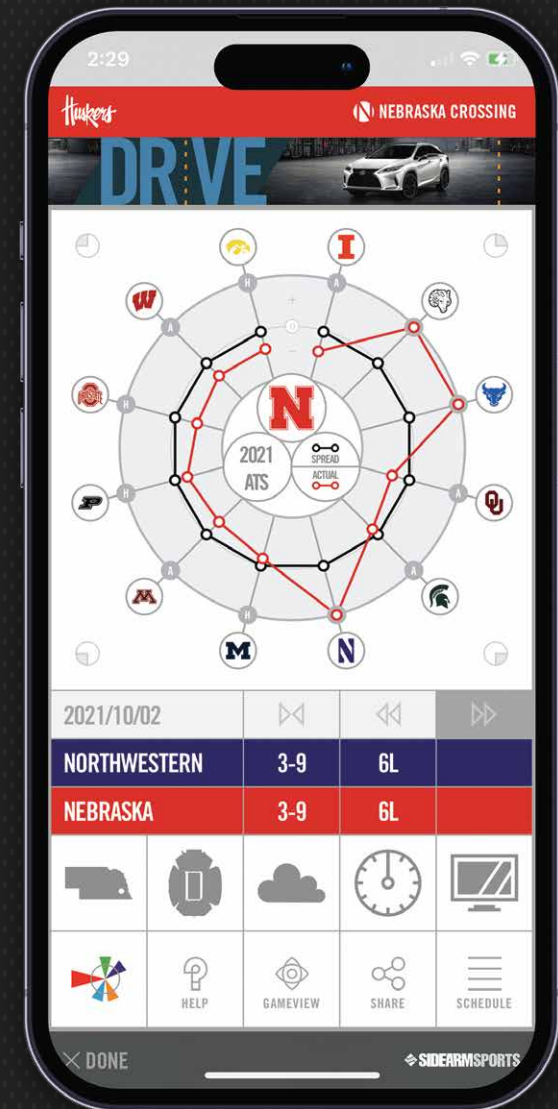 2:29
Huskers
N NEBRASKA CROSSING
DRIVE
H
I
A
W
A
H
P
H
OU
A
M
A
A
M
H
N
+
O
−
N
2021
ATS
SPREAD
ACTUAL
2021/10/02
NORTHWESTERN 3-9 6L
NEBRASKA 3-9 6L
HELP
GAMEVIEW
SHARE
SCHEDULE
× DONE
SIDEARMSPORTS